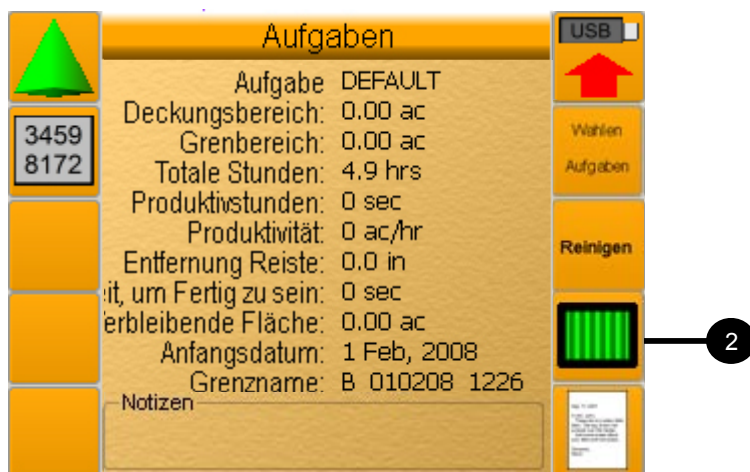 Aufgaben
USB
3459
8172
Aufgabe DEFAULT
Deckungsbereich: 0.00 ac
Grenbereich: 0.00 ac
Totale Stunden: 4.9 hrs
Produktivstunden: 0 sec
Produktivität: 0 ac/hr
Entfernung Reiste: 0.0 in
it, um Fertig zu sein: 0 sec
erbleibende Fläche: 0.00 ac
Anfangsdatum: 1 Feb, 2008
Grenzname: B 010208 1226
Notizen
Wahlen
Aufgaben
Reinigen
2